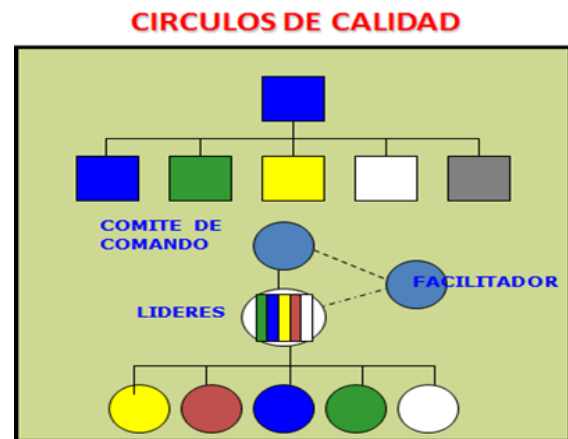 CIRCULOS DE CALIDAD
COMITE DE
COMANDO
FACILITADOR
LIDERES